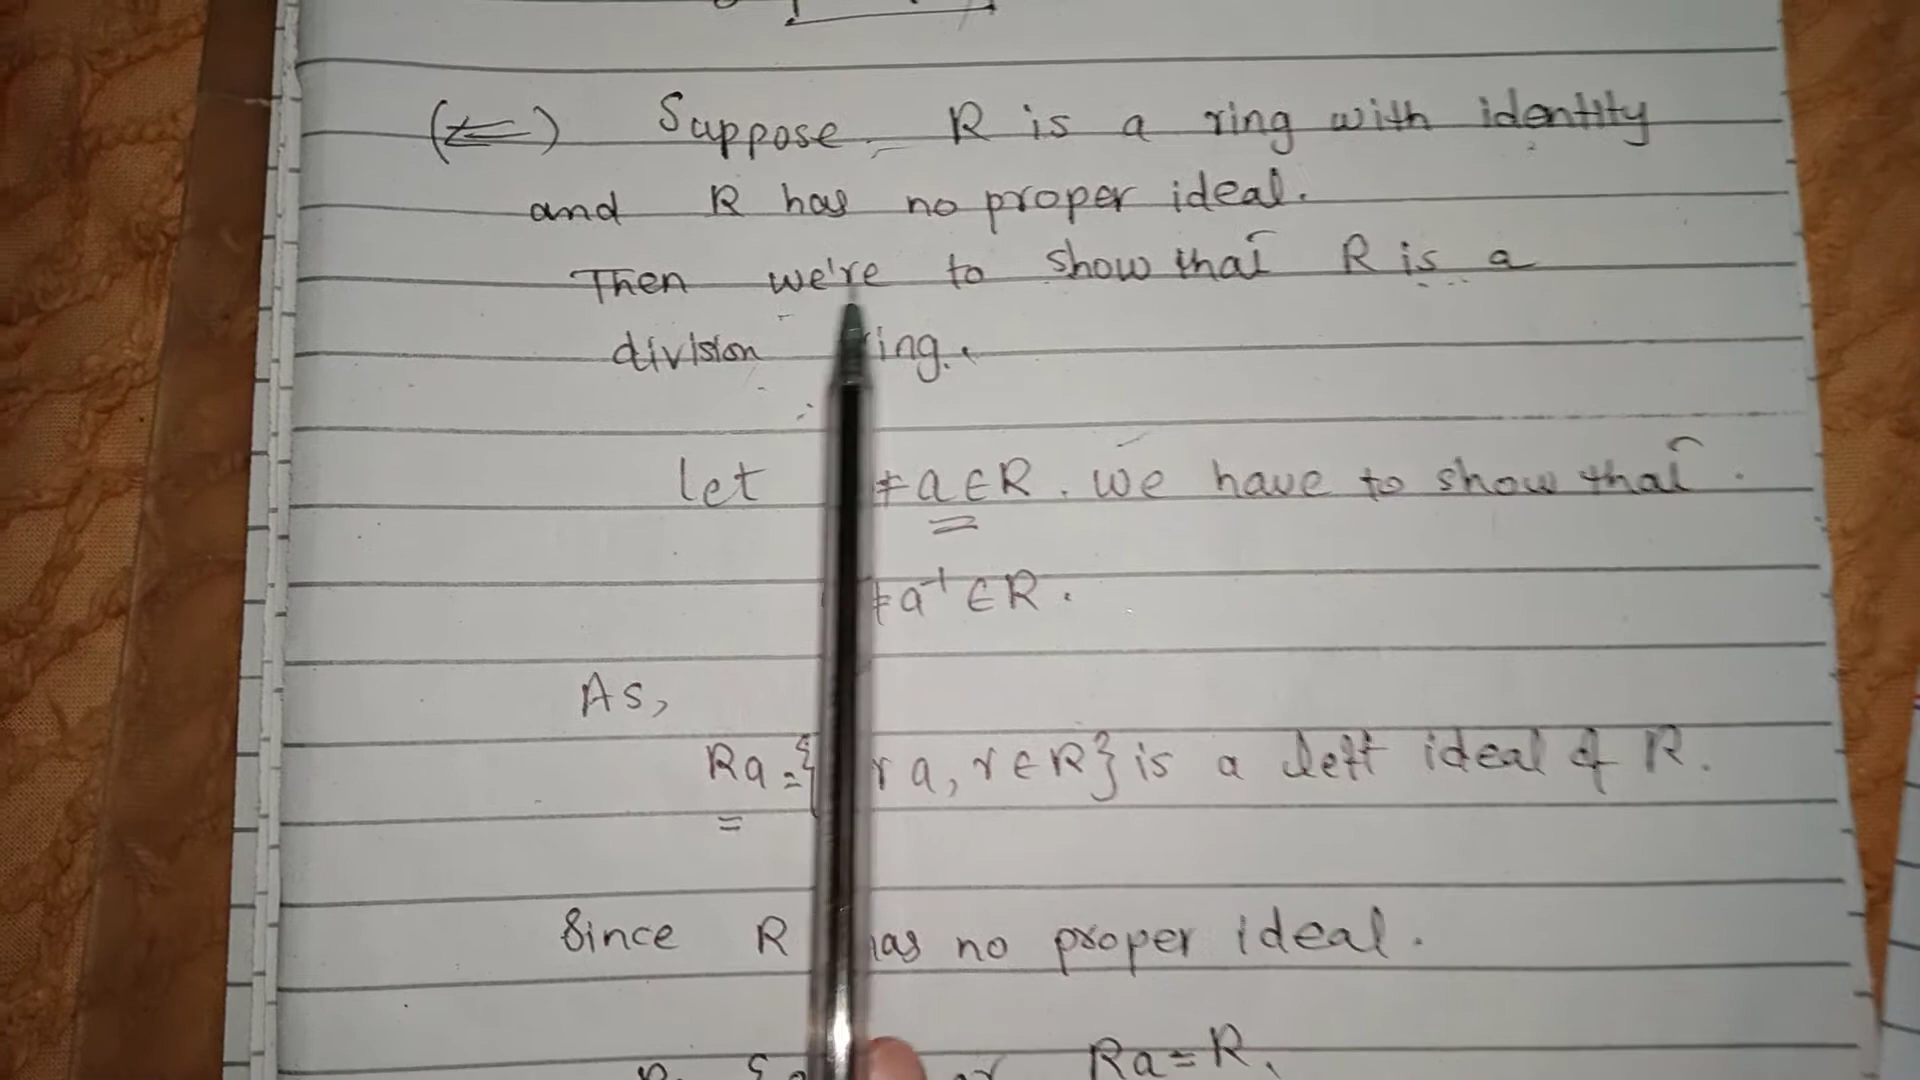 (⇐) Suppose R is a ring with identity
and R has no proper ideal.
Then we're to show that R is a
division ing.
let ≠ a ∈ R. we have to show that
≠ a⁻¹ ∈ R.
As,
Ra = { ra, r ∈ R} is a left ideal of R.
Since R has no proper ideal.
Ra = R.